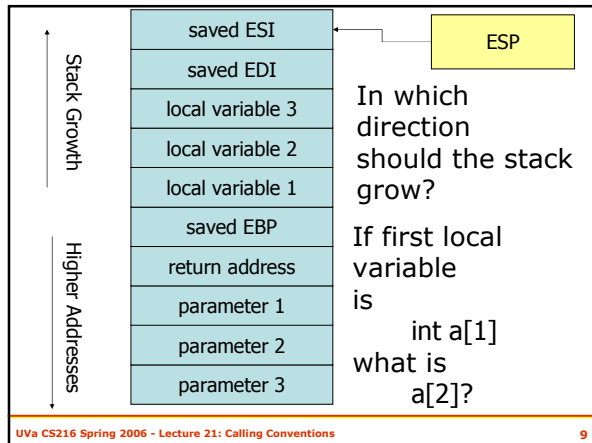 saved ESI
saved EDI
local variable 3
local variable 2
local variable 1
saved EBP
return address
parameter 1
parameter 2
parameter 3
Stack Growth
Higher Addresses
ESP
In which
direction
should the stack
grow?
If first local
variable
is
int a[1]
what is
a[2]?
UVa CS216 Spring 2006 - Lecture 21: Calling Conventions
9